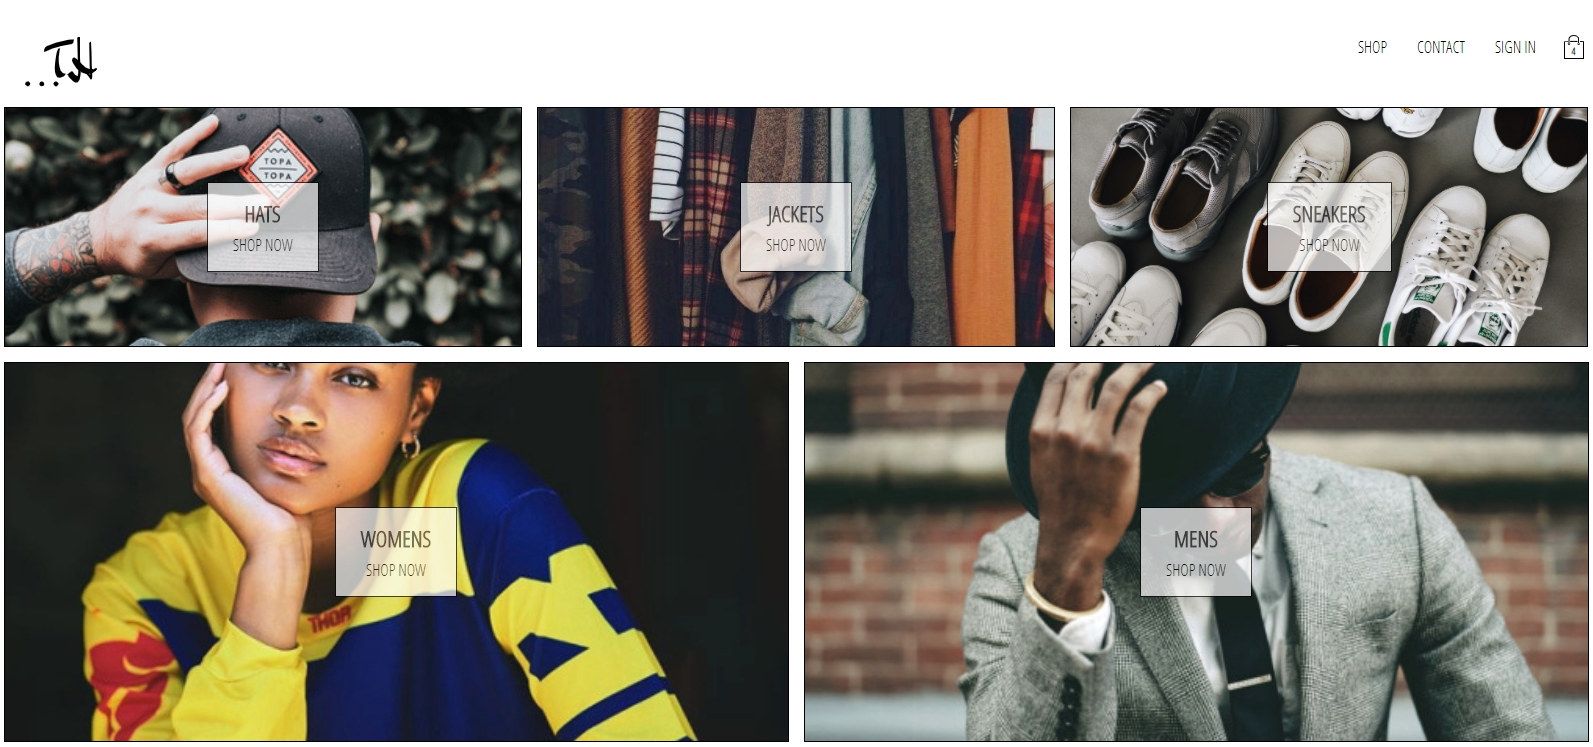 ...TH
SHOP
CONTACT
SIGN IN
4
TOPA
TOPA
HATS
SHOP NOW
JACKETS
SHOP NOW
SNEAKERS
SHOP NOW
THOR
WOMENS
SHOP NOW
MENS
SHOP NOW